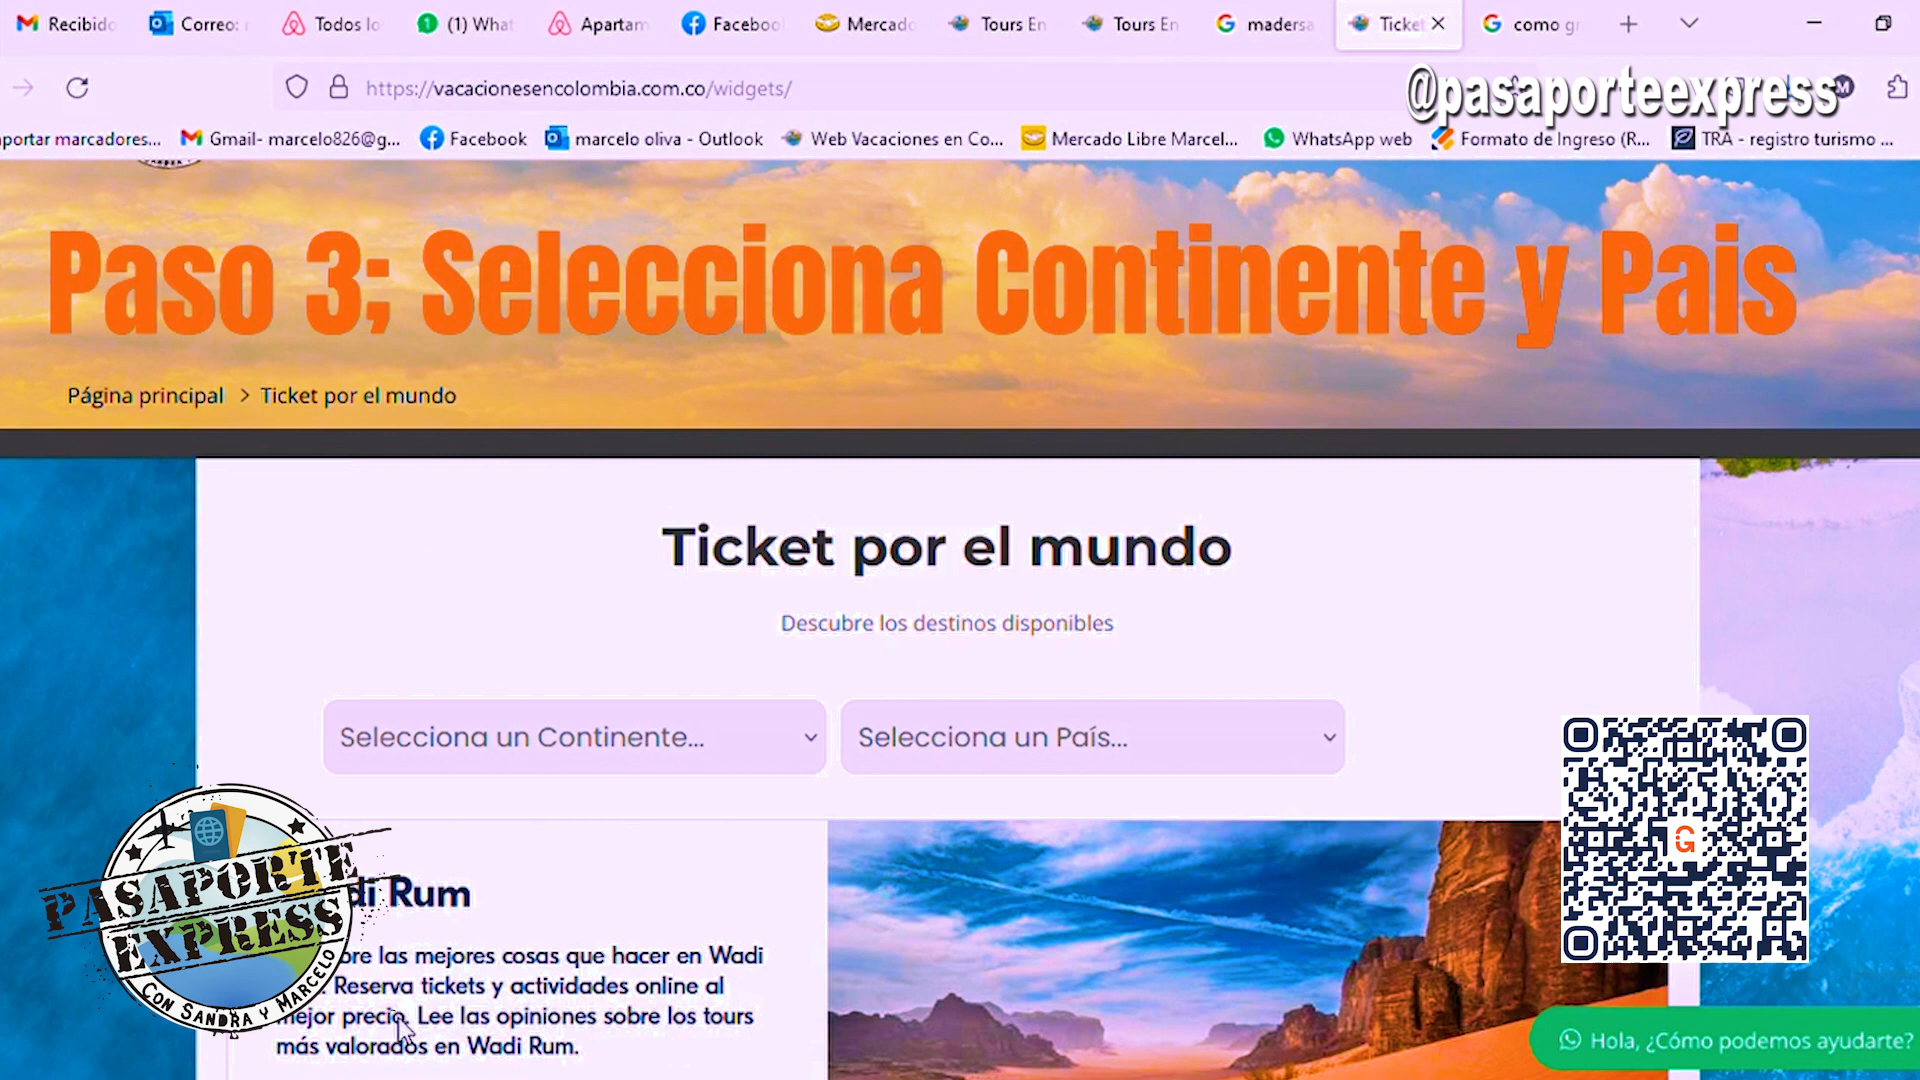 Recibido
Correo:
Todos lo
(1) What
Apartam
Faceboo
Mercado
Tours En
Tours En
madersa
Ticket
como gr
https://vacacionesencolombia.com.co/widgets/
@pasaporteexpress
portar marcadores...
Gmail- marcelo826@g...
Facebook
marcelo oliva - Outlook
Web Vacaciones en Co...
Mercado Libre Marcel...
WhatsApp web
Formato de Ingreso (R...
TRA - registro turismo ...
Paso 3; Selecciona Continente y Pais
Página principal > Ticket por el mundo
Ticket por el mundo
Descubre los destinos disponibles
Selecciona un Continente...
Selecciona un País...
di Rum
bre las mejores cosas que hacer en Wadi
Reserva tickets y actividades online al
mejor precio. Lee las opiniones sobre los tours
más valorados en Wadi Rum.
PASAPORTE
EXPRESS
CON SANDRA Y MARCELO
Hola, ¿Cómo podemos ayudarte?